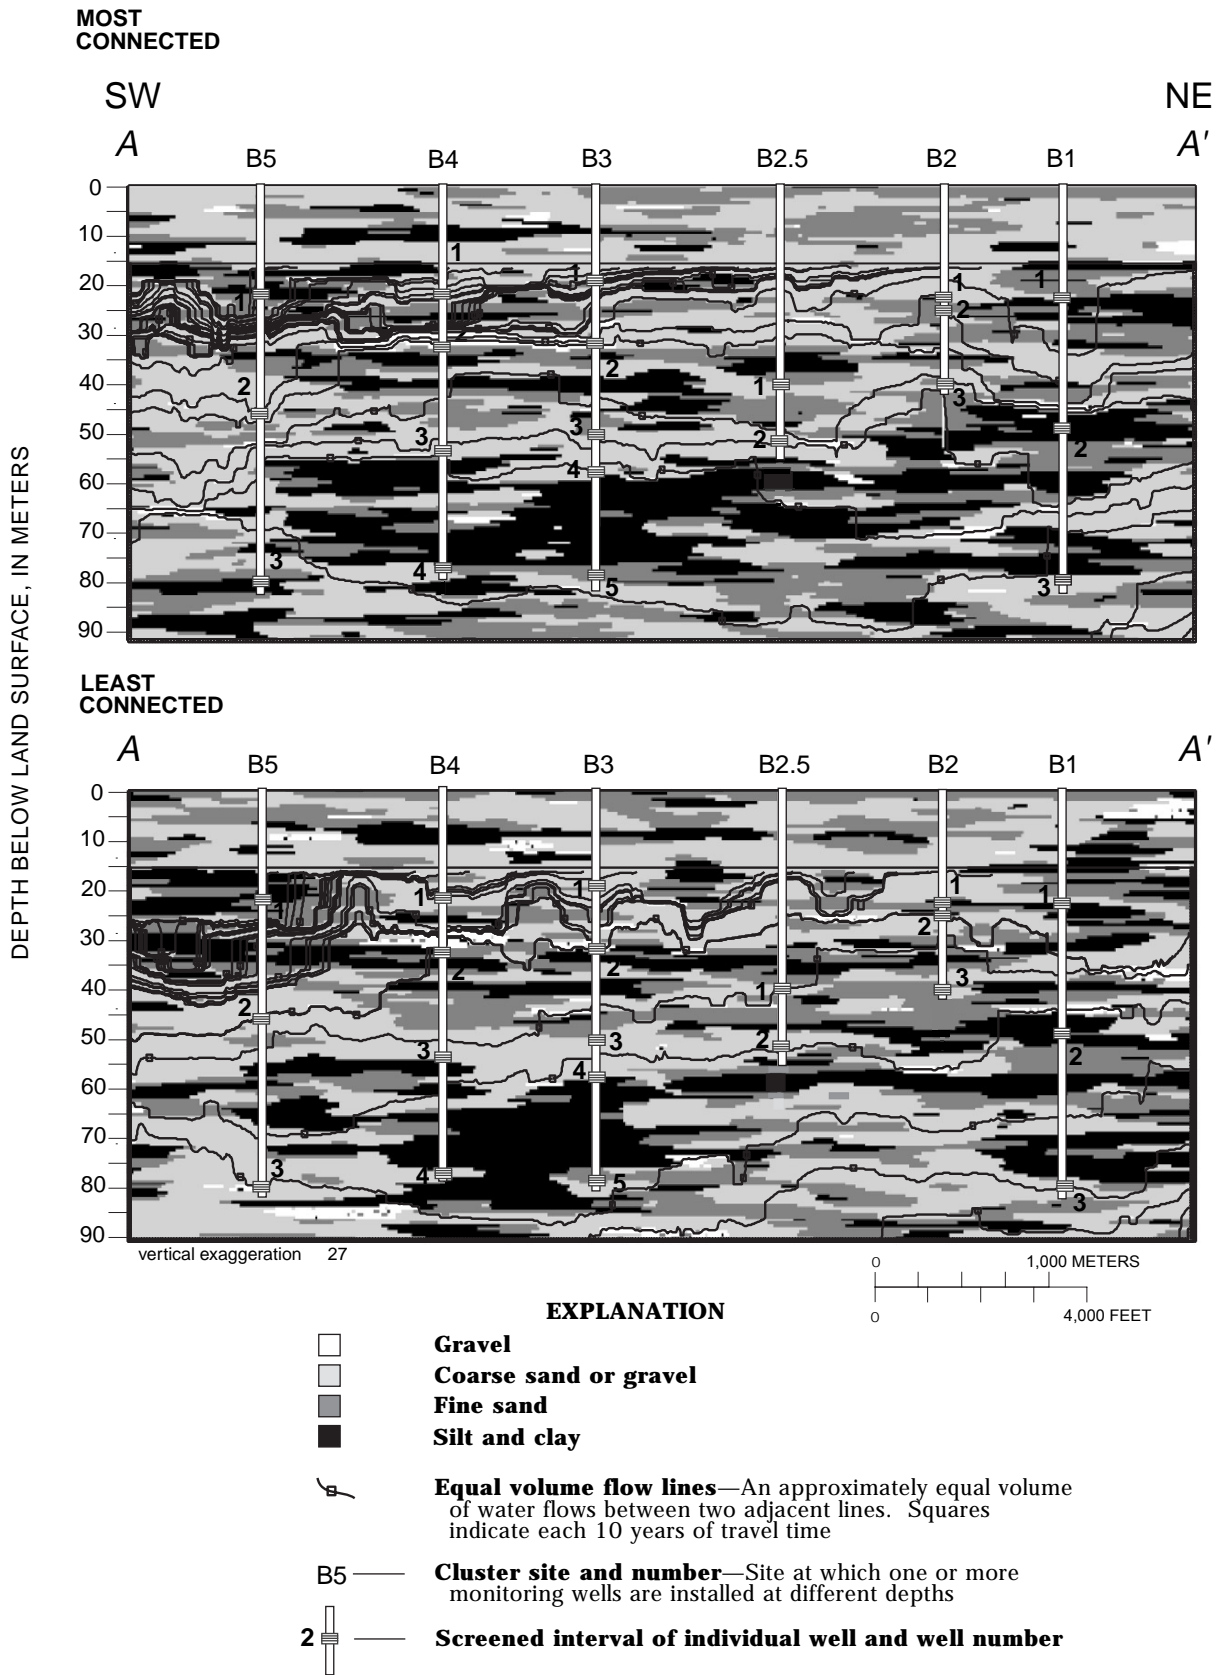 MOST
CONNECTED
SW NE
A A'
B5 B4 B3 B2.5 B2 B1
0
10
20
30
40
50
60
70
80
90
1 2 3
1 2 3 4
1 2 3 4 5
1 2
1 2 3
1 2 3
DEPTH BELOW LAND SURFACE, IN METERS
LEAST
CONNECTED
A A'
B5 B4 B3 B2.5 B2 B1
0
10
20
30
40
50
60
70
80
90
1 2 3
1 2 3 4
1 2 3 4 5
1 2
1 2 3
1 2 3
vertical exaggeration 27
0 1,000 METERS
0 4,000 FEET
EXPLANATION
Gravel
Coarse sand or gravel
Fine sand
Silt and clay
Equal volume flow lines—An approximately equal volume
of water flows between two adjacent lines. Squares
indicate each 10 years of travel time
B5 Cluster site and number—Site at which one or more
monitoring wells are installed at different depths
2 Screened interval of individual well and well number